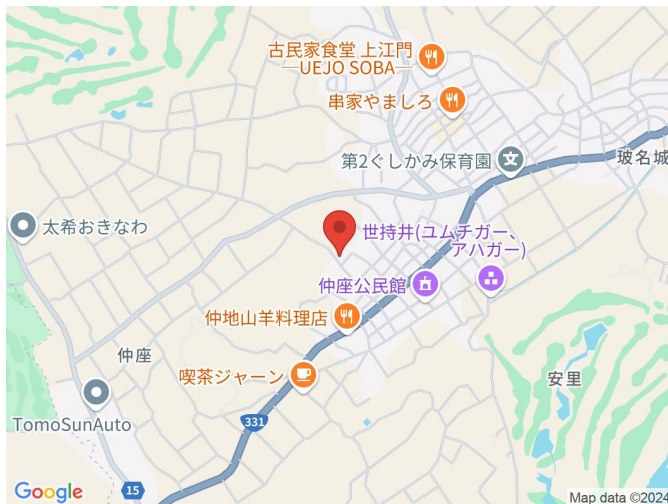 古民家食堂 上江門
―UEJO SOBA―
串家やましろ
第2ぐしかみ保育園
玻名城
太希おきなわ
世持井(ユムチガー、
アハガー)
仲座公民館
仲地山羊料理店
仲座
喫茶ジャーン
安里
TomoSunAuto
331
15
Google
Map data ©2024